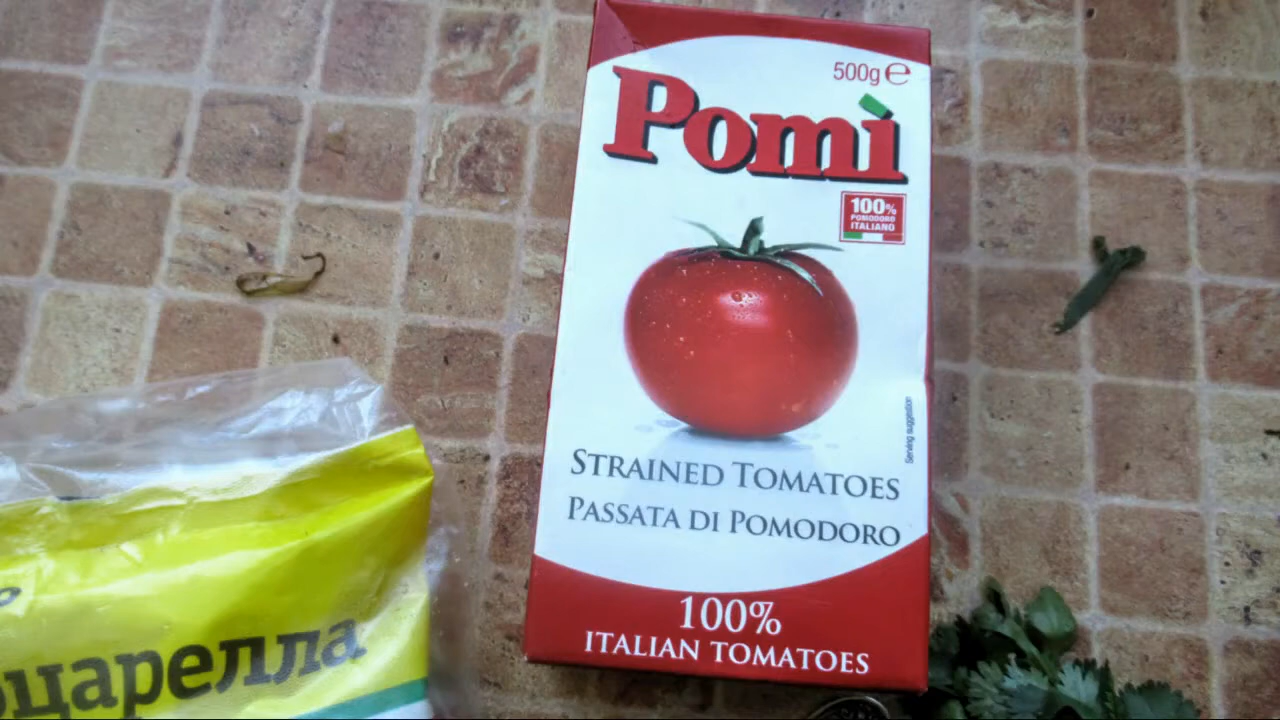 500g ℮
Pomì
100%
POMODORO
ITALIANO
Serving suggestion
STRAINED TOMATOES
PASSATA DI POMODORO
100%
ITALIAN TOMATOES
оцарелла